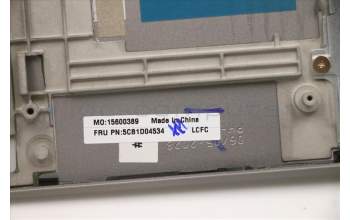 MO:15600389 Made In China
FRU PN:5CB1D04534 LCFC
#